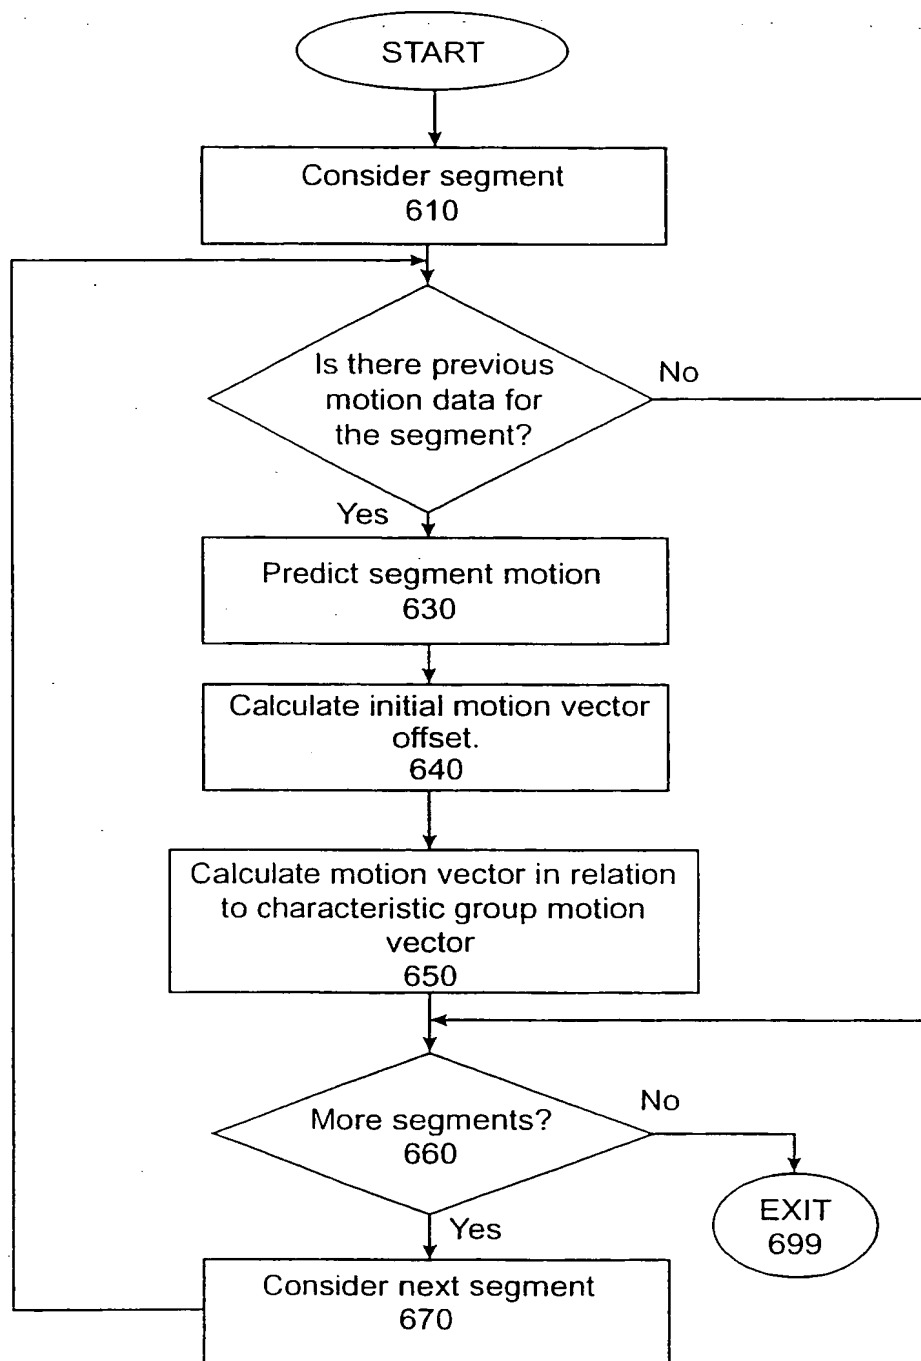 START
Consider segment
610
Is there previous
motion data for
the segment?
No
Yes
Predict segment motion
630
Calculate initial motion vector
offset.
640
Calculate motion vector in relation
to characteristic group motion
vector
650
More segments?
660
No
Yes
EXIT
699
Consider next segment
670